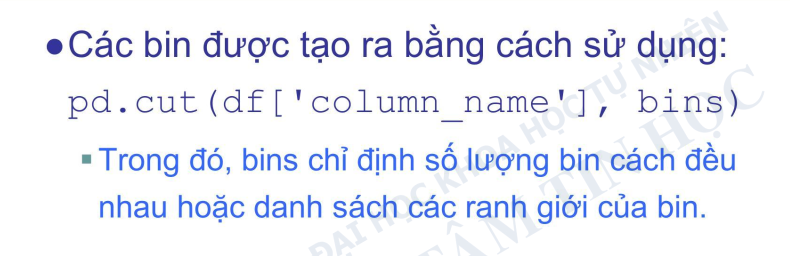 ●Các bin được tạo ra bằng cách sử dụng:
pd.cut(df['column_name'], bins)
▪Trong đó, bins chỉ định số lượng bin cách đều
nhau hoặc danh sách các ranh giới của bin.
ĐẠI HỌC KHOA HỌC TỰ NHIÊN
TÂM TIN HỌC